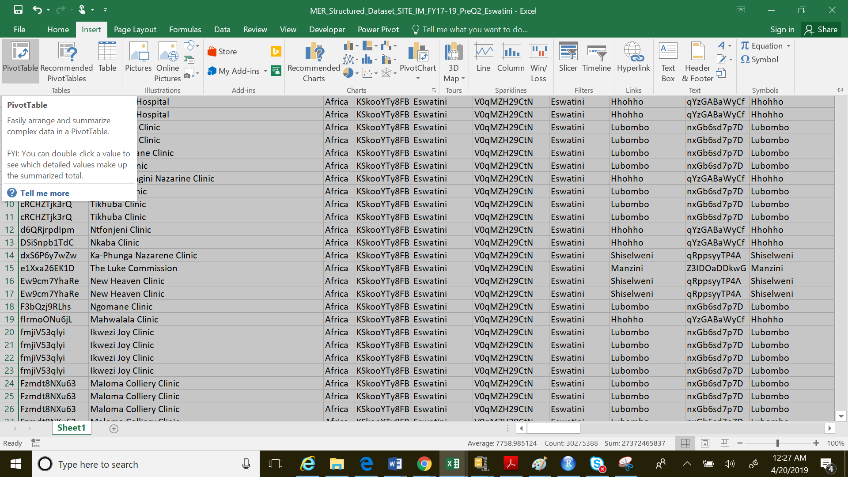 MER_Structured_Dataset_SITE_IM_FY17-19_PreQ2_Eswatini - Excel
File Home Insert Page Layout Formulas Data Review View Developer Power Pivot Tell me what you want to do... Sign in Share
PivotTable Recommended PivotTables Table Pictures Online Pictures Store My Add-ins Recommended Charts PivotChart 3D Map Line Column Win/Loss Slicer Timeline Hyperlink Text Box Header & Footer Equation Symbol
Tables Illustrations Add-ins Charts Tours Sparklines Filters Links Text Symbols
PivotTable
Easily arrange and summarize
complex data in a PivotTable.
FYI: You can double click a value to
see which detailed values make up
the summarized total.
Tell me more
Hospital Africa KSkooYTy8FB Eswatini V0qMZH29CtN Eswatini Hhohho qYzGABaWyCf Hhohho
Hospital Africa KSkooYTy8FB Eswatini V0qMZH29CtN Eswatini Hhohho qYzGABaWyCf Hhohho
Clinic Africa KSkooYTy8FB Eswatini V0qMZH29CtN Eswatini Lubombo nxGb6sd7p7D Lubombo
Clinic Africa KSkooYTy8FB Eswatini V0qMZH29CtN Eswatini Lubombo nxGb6sd7p7D Lubombo
ane Clinic Africa KSkooYTy8FB Eswatini V0qMZH29CtN Eswatini Lubombo nxGb6sd7p7D Lubombo
nic Africa KSkooYTy8FB Eswatini V0qMZH29CtN Eswatini Lubombo nxGb6sd7p7D Lubombo
gini Nazarine Clinic Africa KSkooYTy8FB Eswatini V0qMZH29CtN Eswatini Hhohho qYzGABaWyCf Hhohho
nic Africa KSkooYTy8FB Eswatini V0qMZH29CtN Eswatini Lubombo nxGb6sd7p7D Lubombo
10 cRCHZTjk3rQ Tikhuba Clinic Africa KSkooYTy8FB Eswatini V0qMZH29CtN Eswatini Lubombo nxGb6sd7p7D Lubombo
11 cRCHZTjk3rQ Tikhuba Clinic Africa KSkooYTy8FB Eswatini V0qMZH29CtN Eswatini Lubombo nxGb6sd7p7D Lubombo
12 d6QRjrpdIpm Ntfonjeni Clinic Africa KSkooYTy8FB Eswatini V0qMZH29CtN Eswatini Hhohho qYzGABaWyCf Hhohho
13 DSiSnpb1TdC Nkaba Clinic Africa KSkooYTy8FB Eswatini V0qMZH29CtN Eswatini Hhohho qYzGABaWyCf Hhohho
14 dxS6P6y7wZw Ka-Phunga Nazarene Clinic Africa KSkooYTy8FB Eswatini V0qMZH29CtN Eswatini Shiselweni qRppsyyTP4A Shiselweni
15 e1Xxa26EK1D The Luke Commission Africa KSkooYTy8FB Eswatini V0qMZH29CtN Eswatini Manzini Z3IDOaDDkwG Manzini
16 Ew9cm7YhaRe New Heaven Clinic Africa KSkooYTy8FB Eswatini V0qMZH29CtN Eswatini Shiselweni qRppsyyTP4A Shiselweni
17 Ew9cm7YhaRe New Heaven Clinic Africa KSkooYTy8FB Eswatini V0qMZH29CtN Eswatini Shiselweni qRppsyyTP4A Shiselweni
18 F3bQzj9RLhs Ngomane Clinic Africa KSkooYTy8FB Eswatini V0qMZH29CtN Eswatini Lubombo nxGb6sd7p7D Lubombo
19 fIrmoONu6jL Mahwalala Clinic Africa KSkooYTy8FB Eswatini V0qMZH29CtN Eswatini Hhohho qYzGABaWyCf Hhohho
20 fmjiV53qlyi Ikwezi Joy Clinic Africa KSkooYTy8FB Eswatini V0qMZH29CtN Eswatini Lubombo nxGb6sd7p7D Lubombo
21 fmjiV53qlyi Ikwezi Joy Clinic Africa KSkooYTy8FB Eswatini V0qMZH29CtN Eswatini Lubombo nxGb6sd7p7D Lubombo
22 fmjiV53qlyi Ikwezi Joy Clinic Africa KSkooYTy8FB Eswatini V0qMZH29CtN Eswatini Lubombo nxGb6sd7p7D Lubombo
23 fmjiV53qlyi Ikwezi Joy Clinic Africa KSkooYTy8FB Eswatini V0qMZH29CtN Eswatini Lubombo nxGb6sd7p7D Lubombo
24 Fzmdt8NXu63 Maloma Colliery Clinic Africa KSkooYTy8FB Eswatini V0qMZH29CtN Eswatini Lubombo nxGb6sd7p7D Lubombo
25 Fzmdt8NXu63 Maloma Colliery Clinic Africa KSkooYTy8FB Eswatini V0qMZH29CtN Eswatini Lubombo nxGb6sd7p7D Lubombo
26 Fzmdt8NXu63 Maloma Colliery Clinic Africa KSkooYTy8FB Eswatini V0qMZH29CtN Eswatini Lubombo nxGb6sd7p7D Lubombo
Sheet1
Ready Average: 7758.985124 Count: 30275388 Sum: 27372465837 100%
Type here to search 12:27 AM
4/20/2019 4